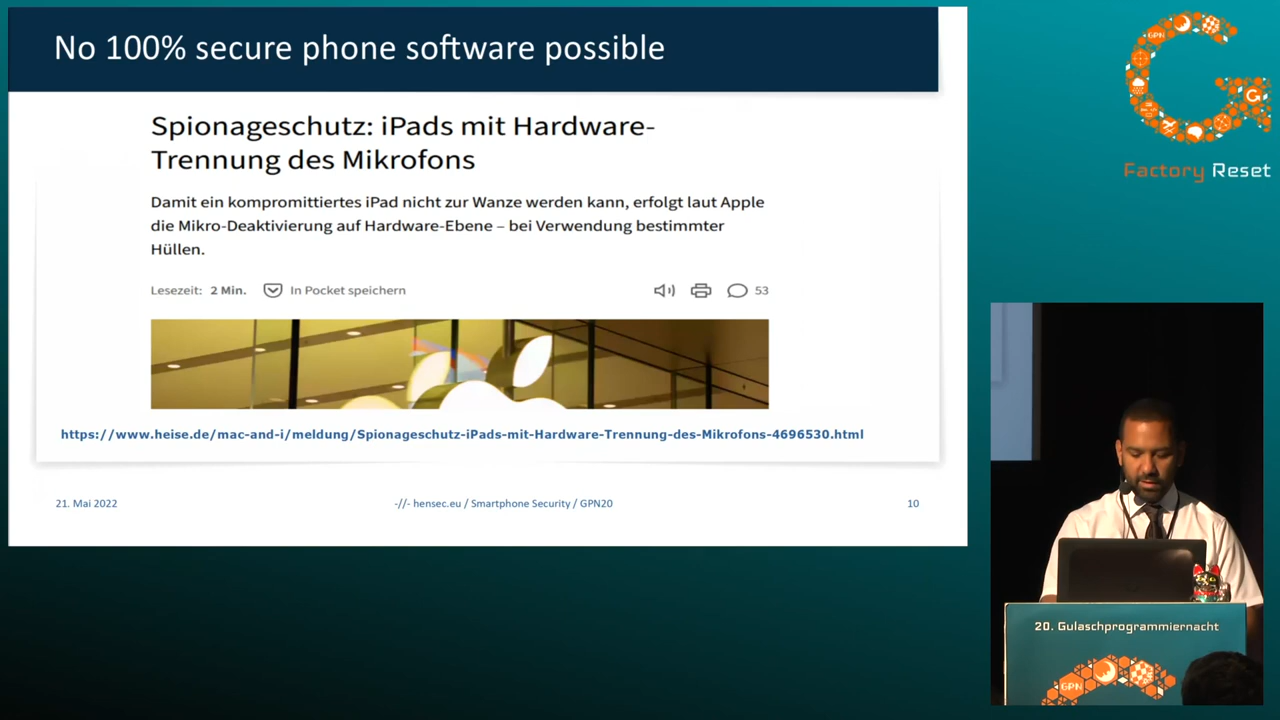 No 100% secure phone software possible
Spionageschutz: iPads mit Hardware-
Trennung des Mikrofons
Damit ein kompromittiertes iPad nicht zur Wanze werden kann, erfolgt laut Apple
die Mikro-Deaktivierung auf Hardware-Ebene – bei Verwendung bestimmter
Hüllen.
Lesezeit: 2 Min. In Pocket speichern 53
https://www.heise.de/mac-and-i/meldung/Spionageschutz-iPads-mit-Hardware-Trennung-des-Mikrofons-4696530.html
21. Mai 2022 -//- hensec.eu / Smartphone Security / GPN20 10
GPN
Factory Reset
20. Gulaschprogrammiernacht
GPN